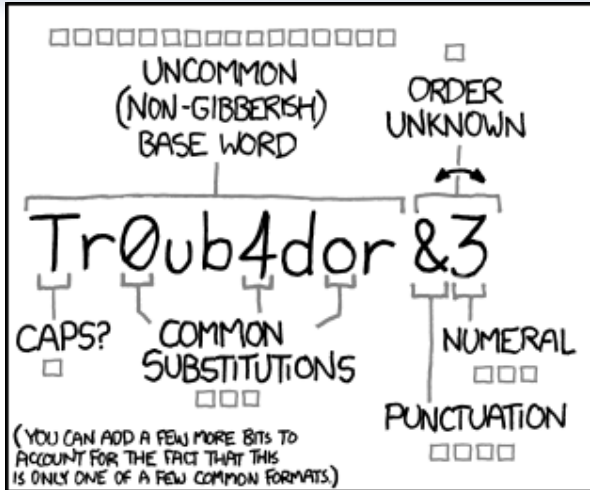 UNCOMMON
(NON-GIBBERISH)
BASE WORD
ORDER
UNKNOWN
Tr0ub4dor &3
CAPS?
COMMON
SUBSTITUTIONS
NUMERAL
PUNCTUATION
(YOU CAN ADD A FEW MORE BITS TO
ACCOUNT FOR THE FACT THAT THIS
IS ONLY ONE OF A FEW COMMON FORMATS.)